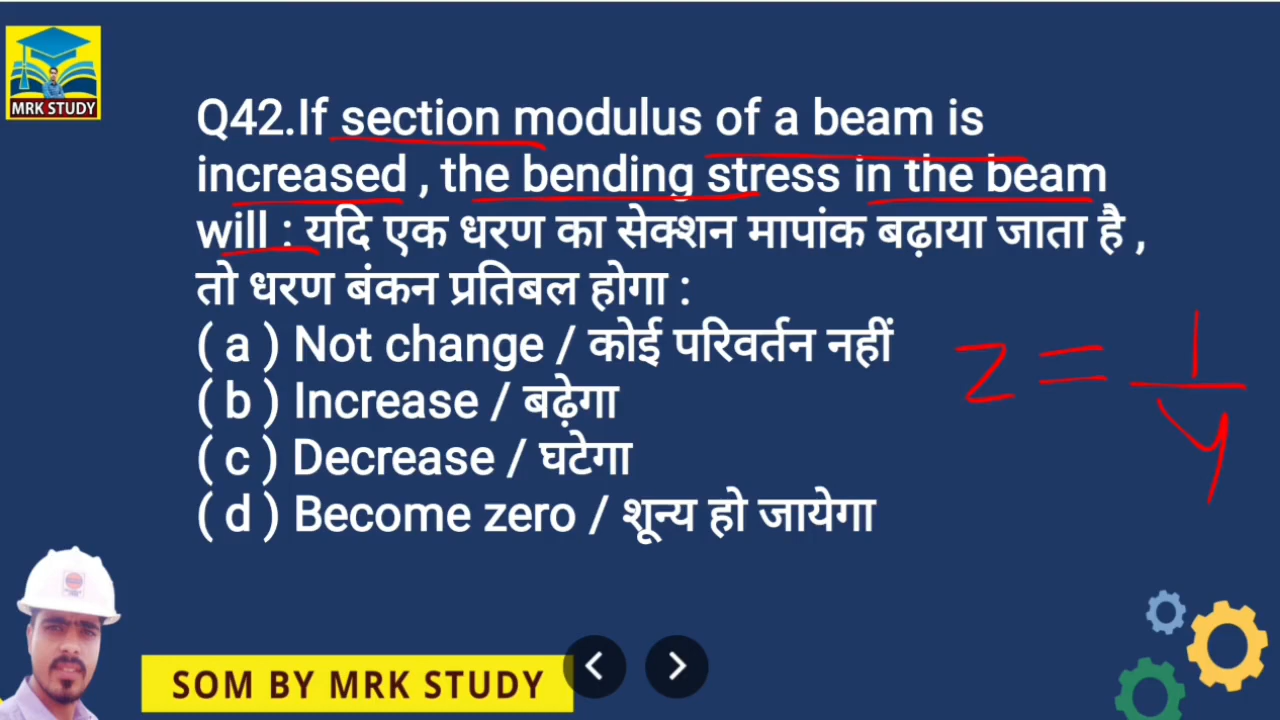 MRK STUDY
Q42.If section modulus of a beam is
increased , the bending stress in the beam
will : यदि एक धरण का सेक्शन मापांक बढ़ाया जाता है ,
तो धरण बंकन प्रतिबल होगा :
( a ) Not change / कोई परिवर्तन नहीं
( b ) Increase / बढ़ेगा
( c ) Decrease / घटेगा
( d ) Become zero / शून्य हो जायेगा
z = I/y
SOM BY MRK STUDY